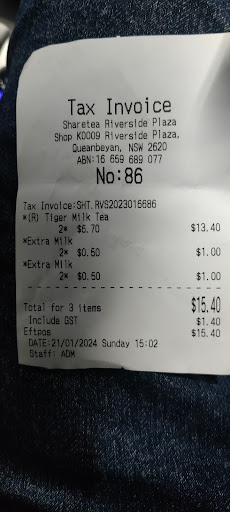 Tax Invoice
Sharetea Riverside Plaza
Shop K0009 Riverside Plaza,
Queanbeyan, NSW 2620
ABN:16 659 689 077
No:86
Tax Invoice:SHT.RVS2023016686
*(R) Tiger Milk Tea
2* $6.70 $13.40
*Extra Milk
2* $0.50 $1.00
*Extra Milk
2* $0.50 $1.00
Total for 3 items $15.40
Include GST $1.40
Eftpos $15.40
DATE:21/01/2024 Sunday 15:02
Staff: ADM